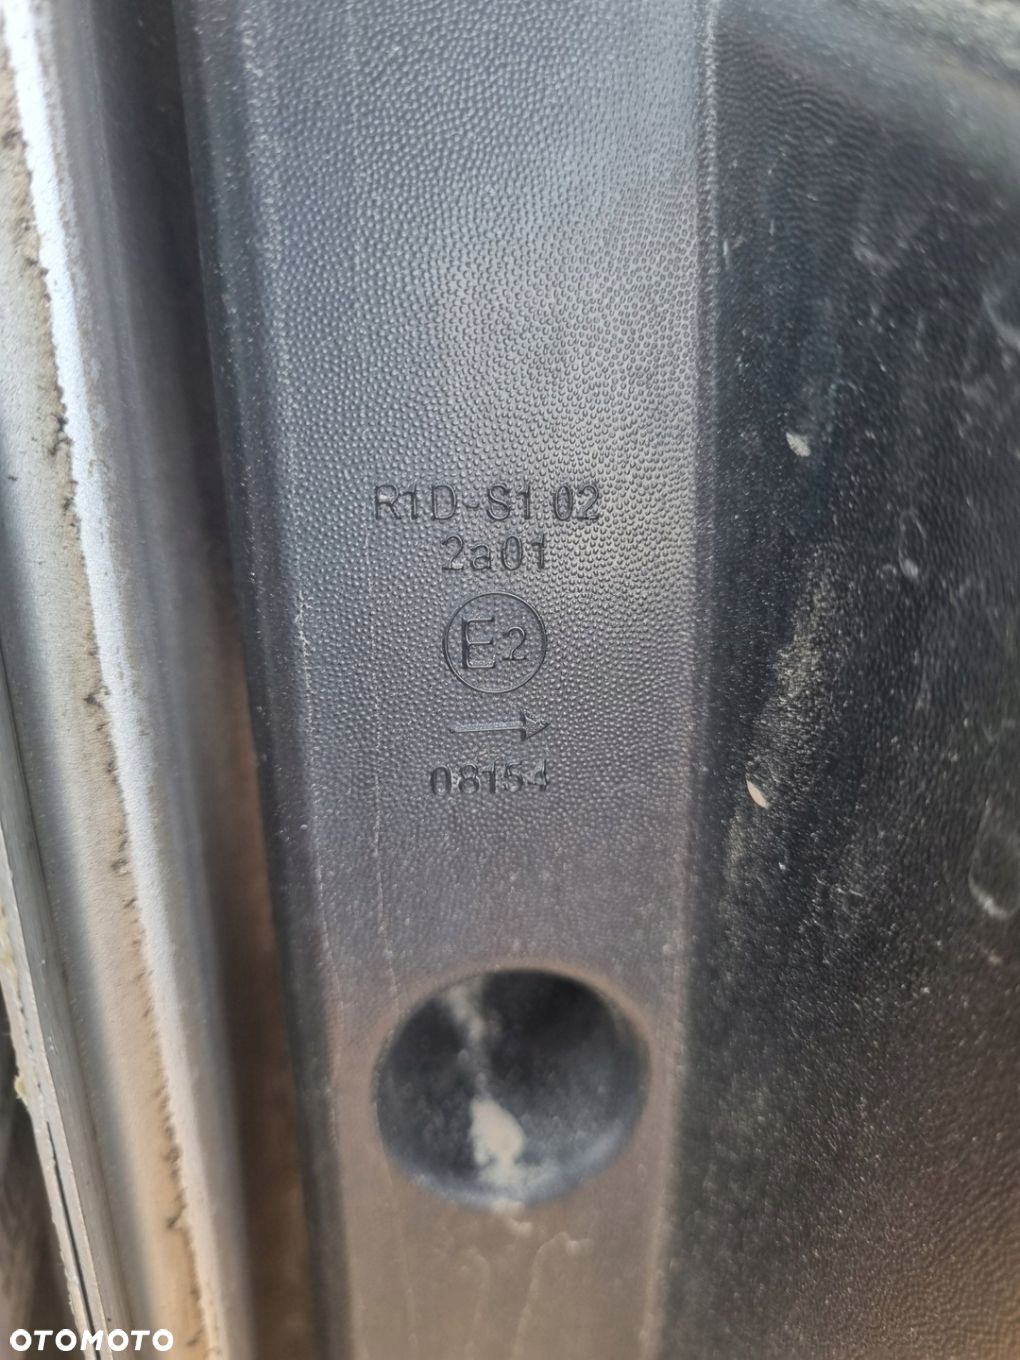 R1D-S1 02
2a01
E2
→
08154
OTOMOTO